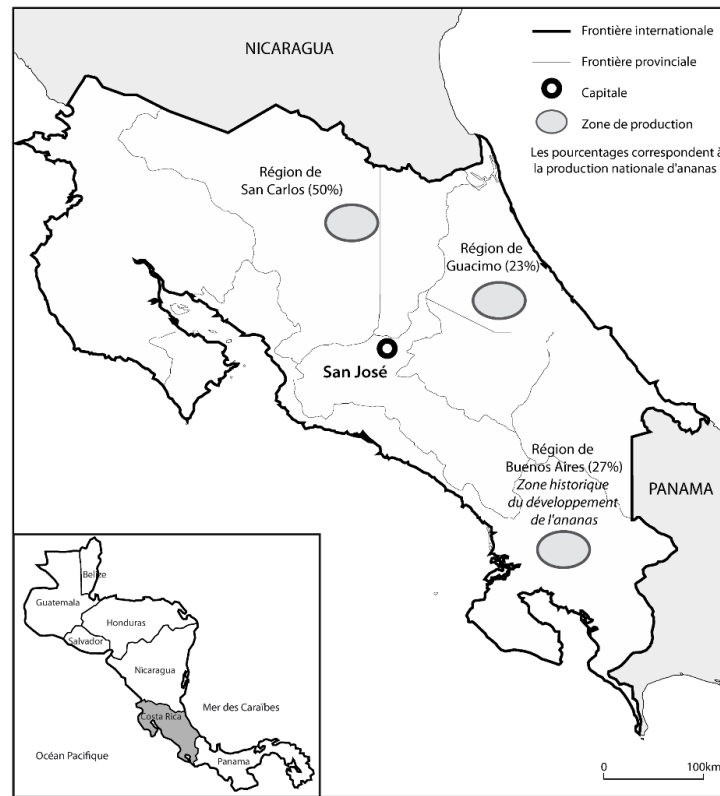 NICARAGUA
Frontière internationale
Frontière provinciale
Capitale
Zone de production
Les pourcentages correspondent à
la production nationale d'ananas
Région de
San Carlos (50%)
Région de
Guacimo (23%)
San José
Région de
Buenos Aires (27%)
Zone historique
du développement
de l'ananas
PANAMA
Belize
Guatemala
Honduras
Salvador
Nicaragua
Costa Rica
Mer des Caraïbes
Océan Pacifique
Panama
0 100km